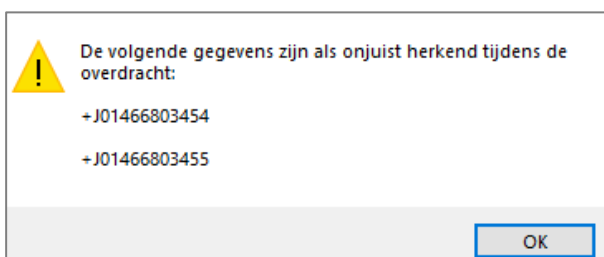 De volgende gegevens zijn als onjuist herkend tijdens de
overdracht:
+J01466803454
+J01466803455
OK